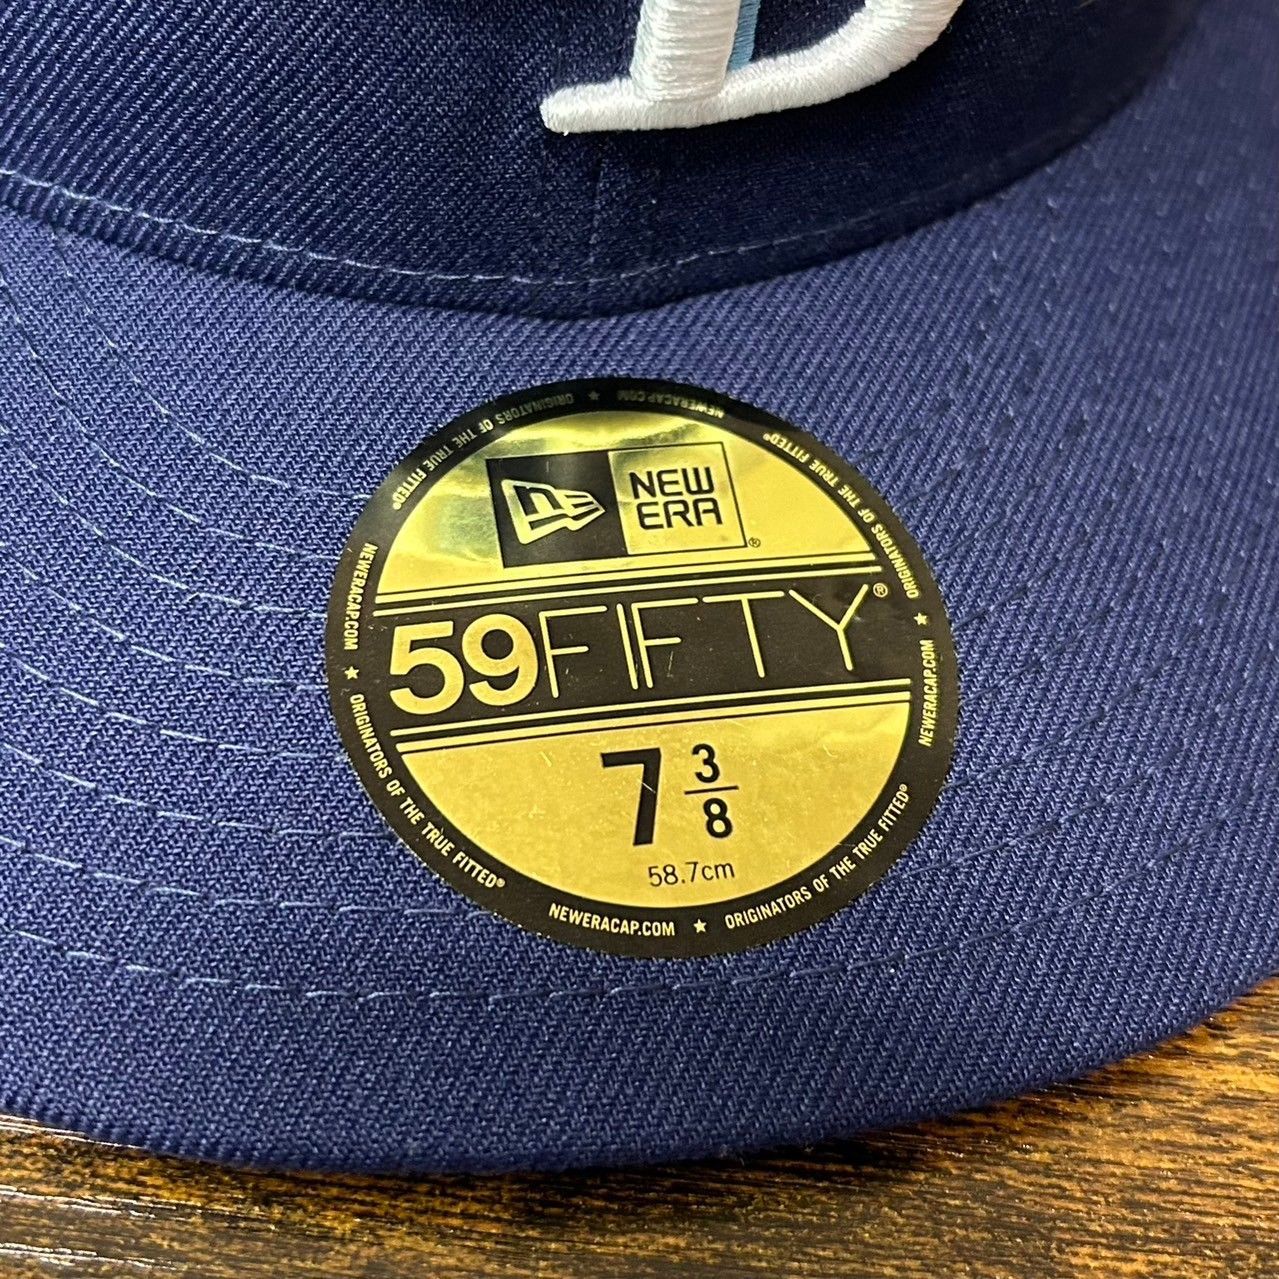 NEW
ERA
®
59FIFTY®
7 3/8
58.7cm
NEWERACAP.COM ★ ORIGINATORS OF THE TRUE FITTED®
NEWERACAP.COM ★ ORIGINATORS OF THE TRUE FITTED®
NEWERACAP.COM ★ ORIGINATORS OF THE TRUE FITTED®
NEWERACAP.COM ★ ORIGINATORS OF THE TRUE FITTED®